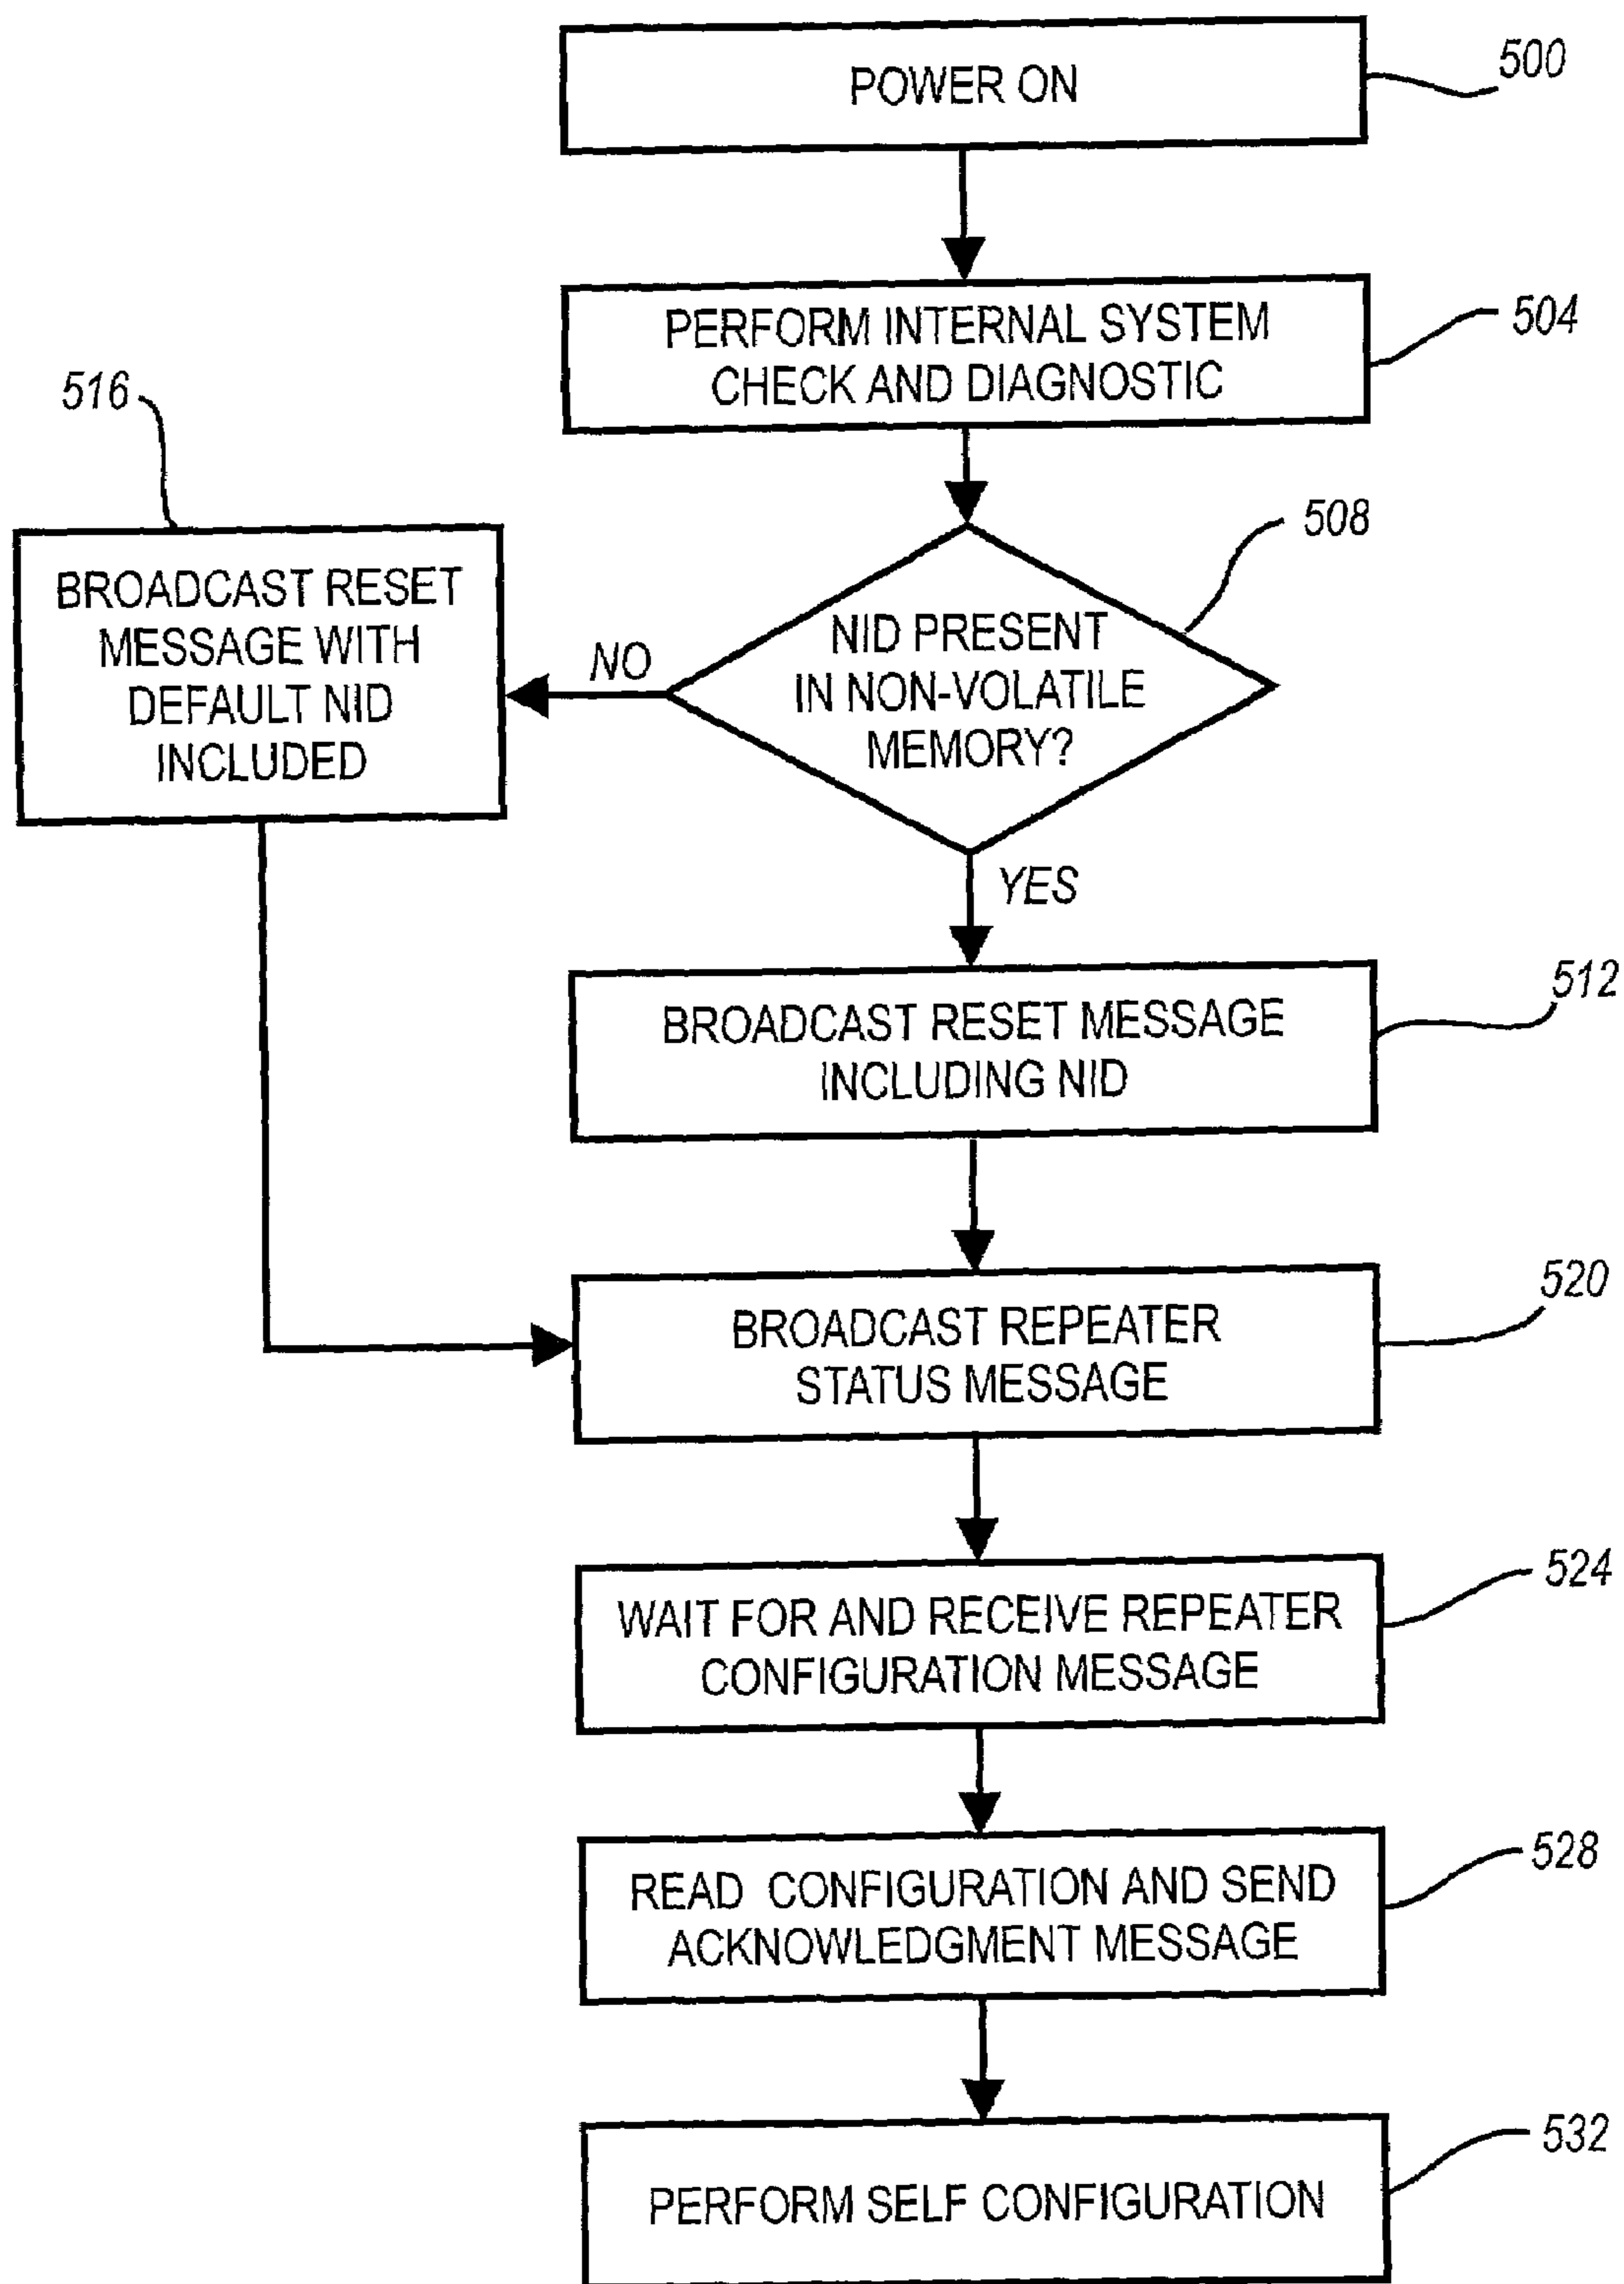 POWER ON
500
PERFORM INTERNAL SYSTEM
CHECK AND DIAGNOSTIC
504
516
508
BROADCAST RESET
MESSAGE WITH
DEFAULT NID
INCLUDED
NO
NID PRESENT
IN NON-VOLATILE
MEMORY?
YES
512
BROADCAST RESET MESSAGE
INCLUDING NID
520
BROADCAST REPEATER
STATUS MESSAGE
524
WAIT FOR AND RECEIVE REPEATER
CONFIGURATION MESSAGE
528
READ CONFIGURATION AND SEND
ACKNOWLEDGMENT MESSAGE
532
PERFORM SELF CONFIGURATION